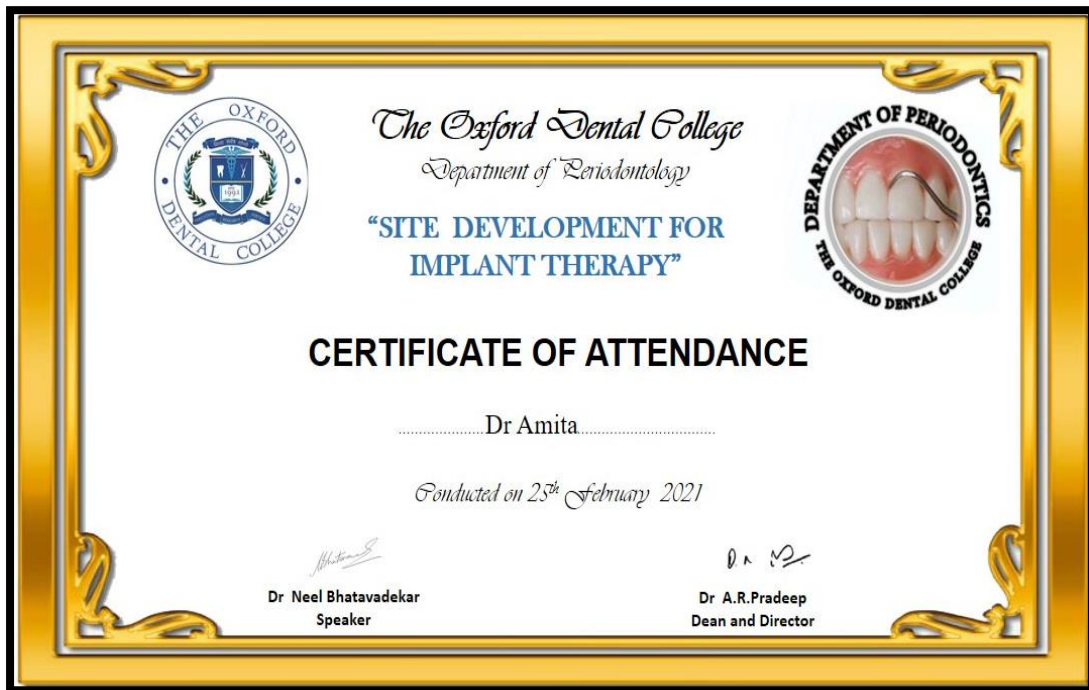 THE OXFORD DENTAL COLLEGE
1992
The Oxford Dental College
Department of Periodontology
DEPARTMENT OF PERIODONTICS
THE OXFORD DENTAL COLLEGE
“SITE DEVELOPMENT FOR
IMPLANT THERAPY”
CERTIFICATE OF ATTENDANCE
....................Dr Amita.................................
Conducted on 25th February 2021
Dr Neel Bhatavadekar
Speaker
Dr A.R.Pradeep
Dean and Director